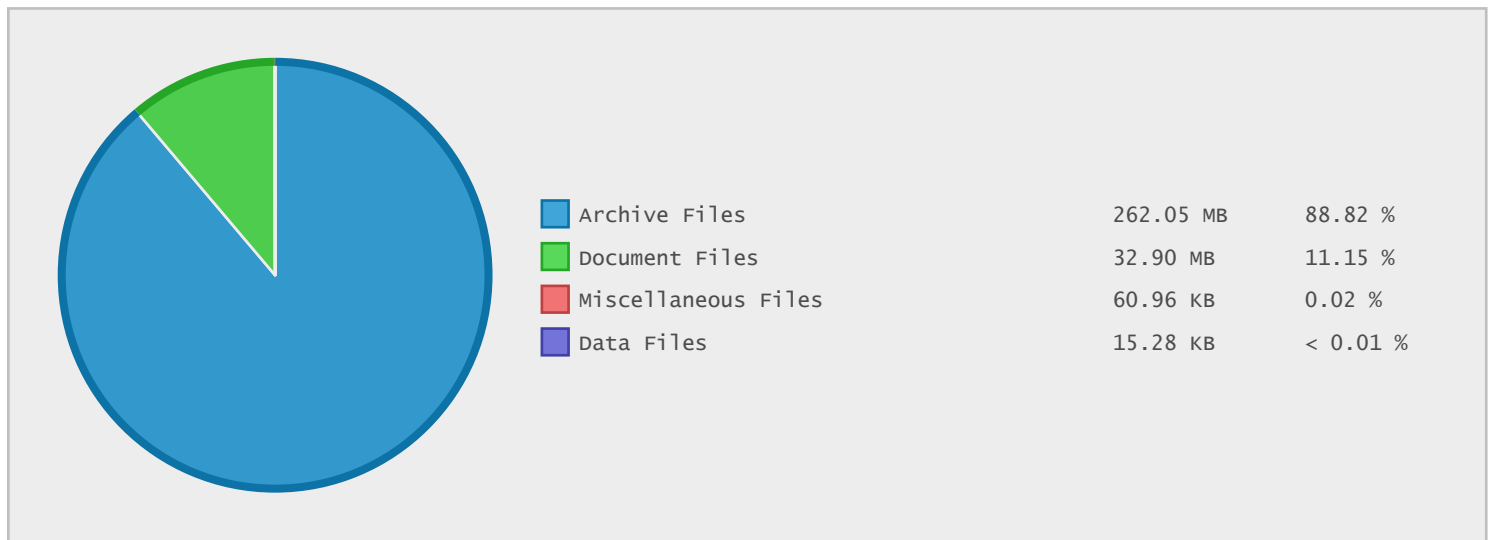 Archive Files 262.05 MB 88.82 %
Document Files 32.90 MB 11.15 %
Miscellaneous Files 60.96 KB 0.02 %
Data Files 15.28 KB < 0.01 %